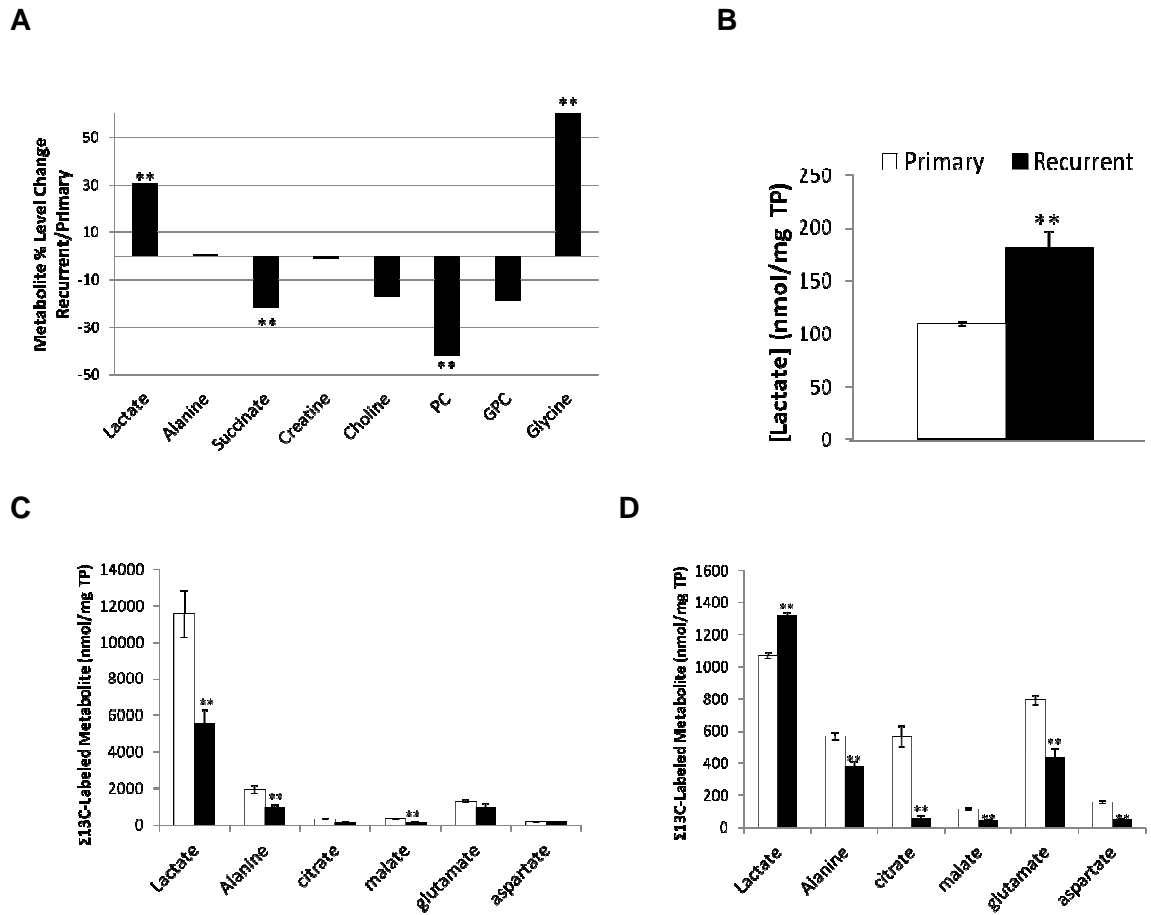 A
B
Metabolite % Level Change
Recurrent/Primary
50
30
10
-10
-30
-50
**
**
**
**
Lactate
Alanine
Succinate
Creatine
Choline
PC
GPC
Glycine
Primary
Recurrent
[Lactate] (nmol/mg TP)
250
200
150
100
50
0
**
C
D
Σ13C-Labeled Metabolite (nmol/mg TP)
14000
12000
10000
8000
6000
4000
2000
0
**
**
**
Lactate
Alanine
citrate
malate
glutamate
aspartate
Σ13C-Labeled Metabolite (nmol/mg TP)
1600
1400
1200
1000
800
600
400
200
0
**
**
**
**
**
**
Lactate
Alanine
citrate
malate
glutamate
aspartate